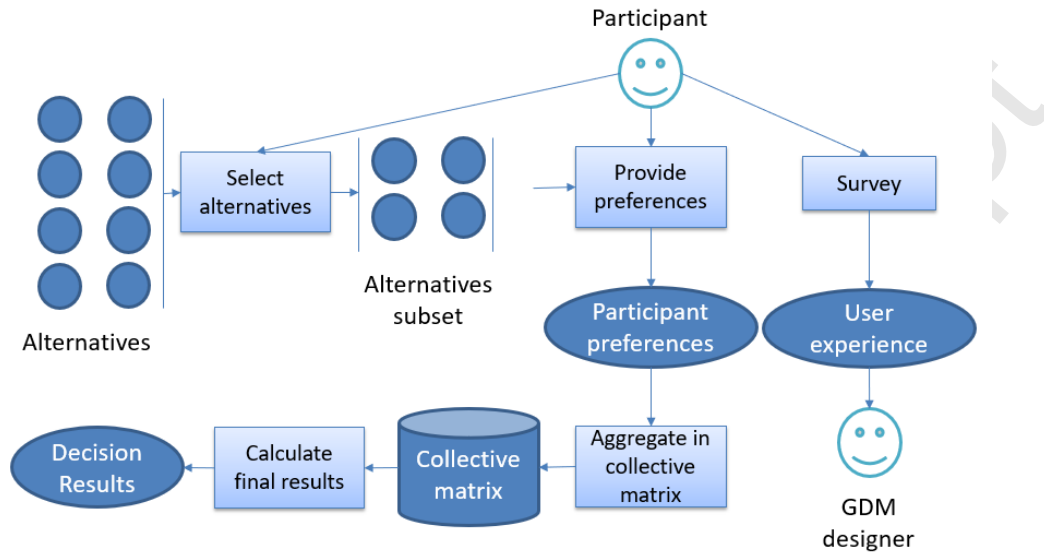 Participant
Select
alternatives
Provide
preferences
Survey
Alternatives
subset
Alternatives
Participant
preferences
User
experience
Decision
Results
Calculate
final results
Collective
matrix
Aggregate in
collective
matrix
GDM
designer